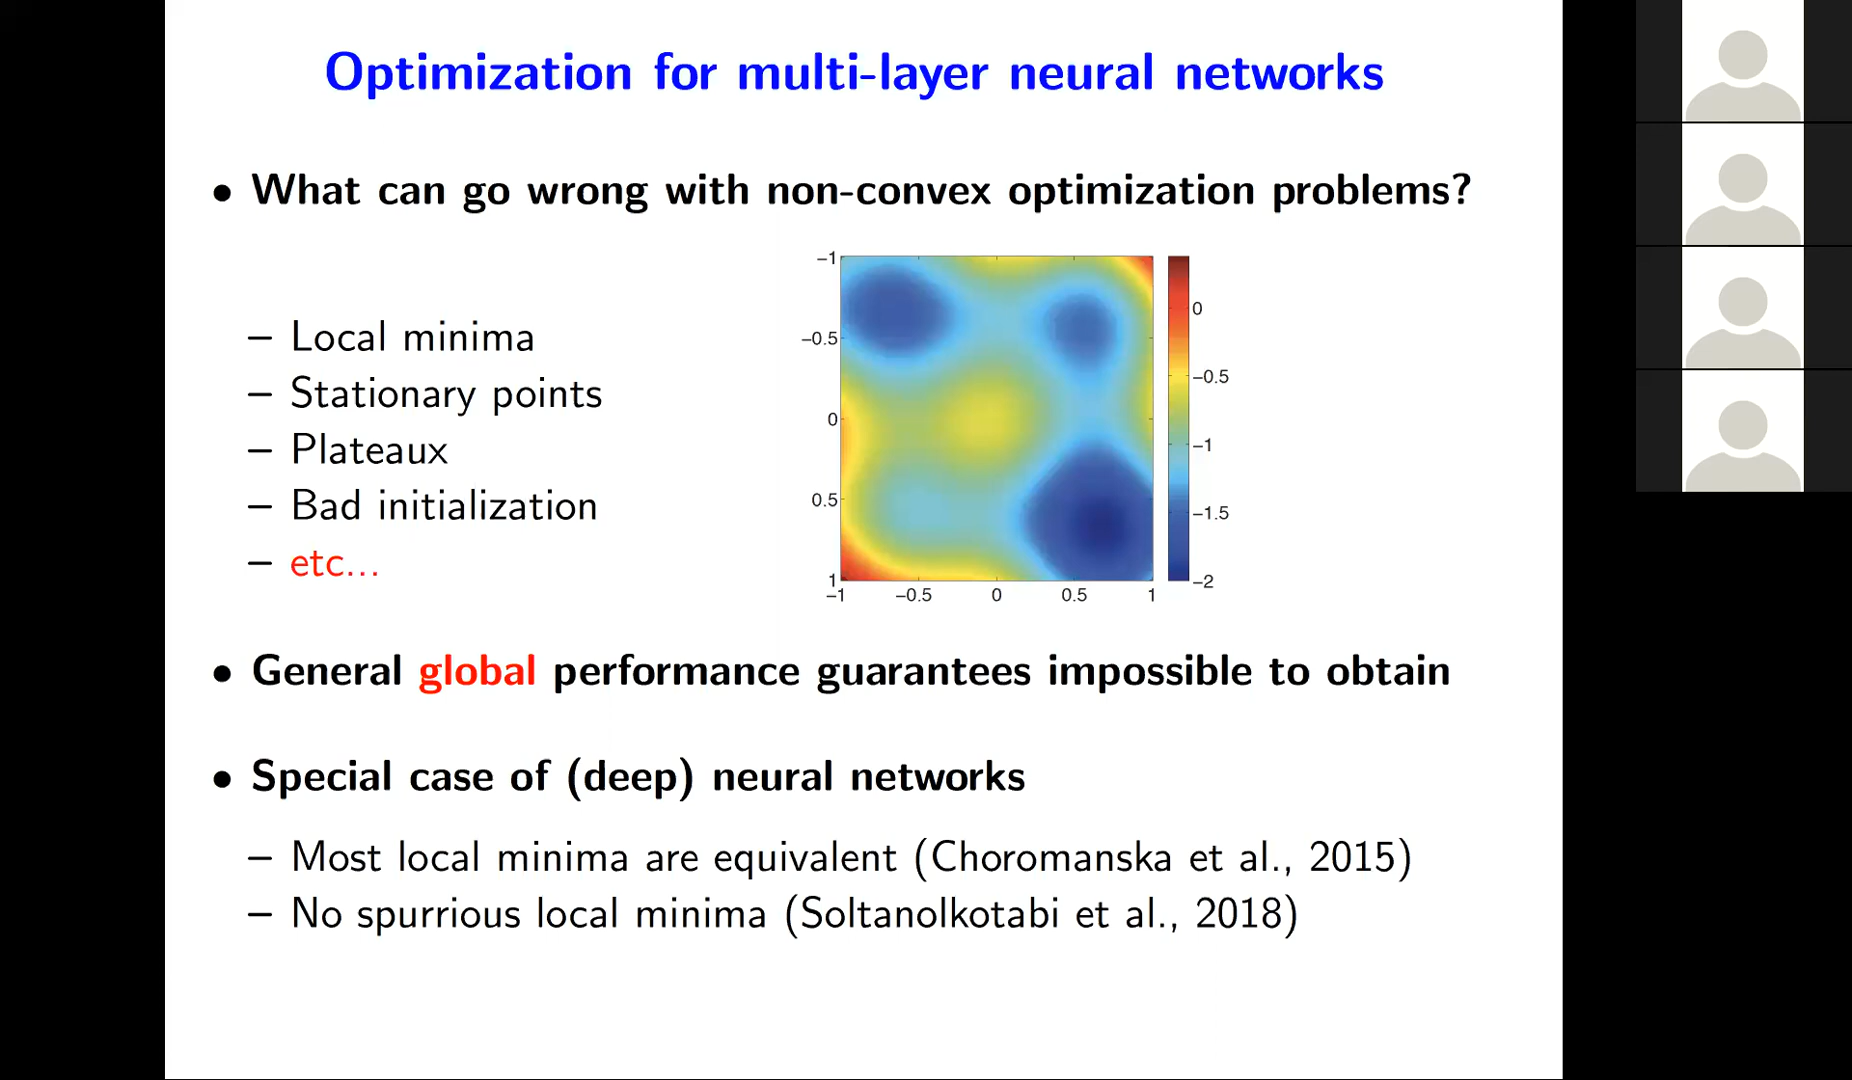 Optimization for multi-layer neural networks
• What can go wrong with non-convex optimization problems?
– Local minima
– Stationary points
– Plateaux
– Bad initialization
– etc...
−1
−0.5
0
0.5
1
−1 −0.5 0 0.5 1
0
−0.5
−1
−1.5
−2
• General global performance guarantees impossible to obtain
• Special case of (deep) neural networks
– Most local minima are equivalent (Choromanska et al., 2015)
– No spurrious local minima (Soltanolkotabi et al., 2018)